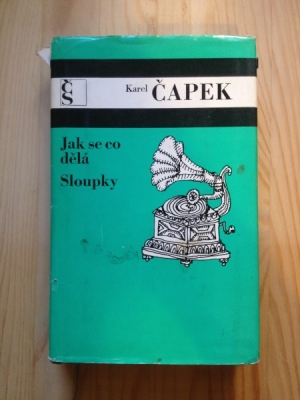 ČS
Karel ČAPEK
Jak se co
dělá
Sloupky